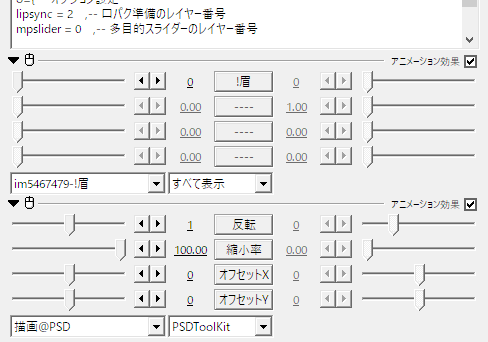 lipsync = 2 ,-- 口パク準備のレイヤー番号
mpslider = 0 ,-- 多目的スライダーのレイヤー番号
アニメーション効果
0 !眉 0
0.00 ---- 1.00
0.00 ---- 0.00
0.00 ---- 0.00
im5467479-!眉 すべて表示
アニメーション効果
1 反転 0
100.00 縮小率 0.00
0 オフセットX 0
0 オフセットY 0
描画@PSD PSDToolKit